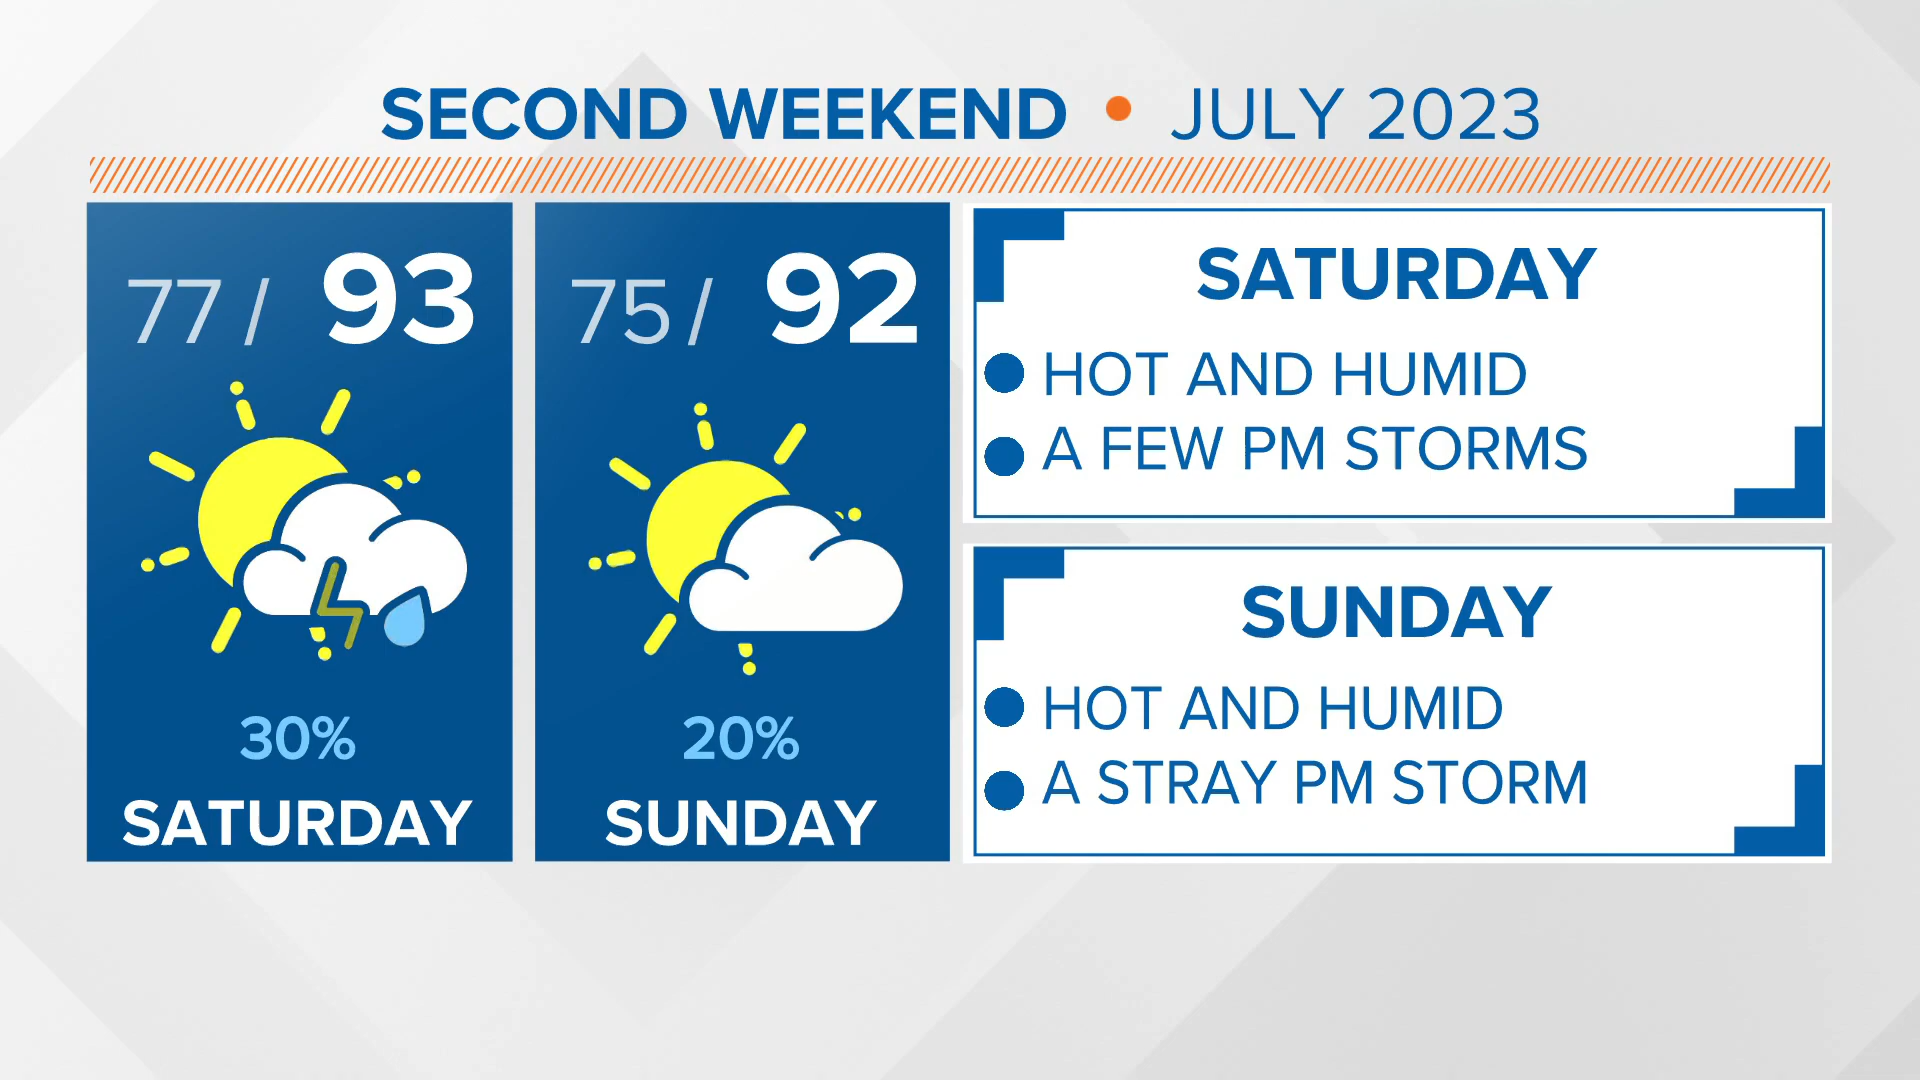 SECOND WEEKEND • JULY 2023
77 / 93
30%
SATURDAY
75 / 92
20%
SUNDAY
SATURDAY
● HOT AND HUMID
● A FEW PM STORMS
SUNDAY
● HOT AND HUMID
● A STRAY PM STORM